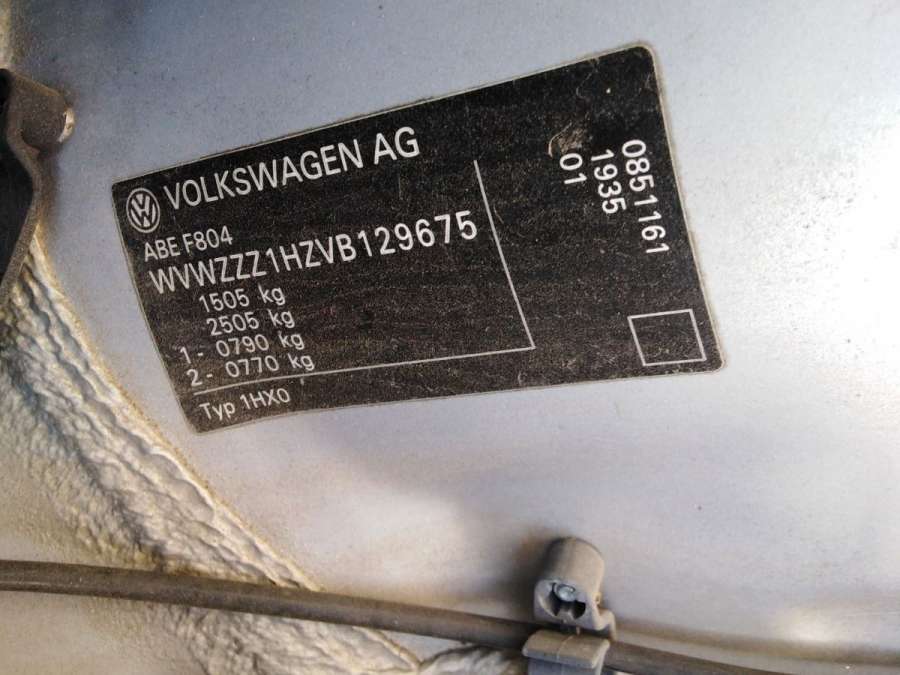 VOLKSWAGEN AG
ABE F804
WVWZZZ1HZVB129675
1505 kg
2505 kg
1- 0790 kg
2- 0770 kg
Typ 1HX0
0851161
1935
01